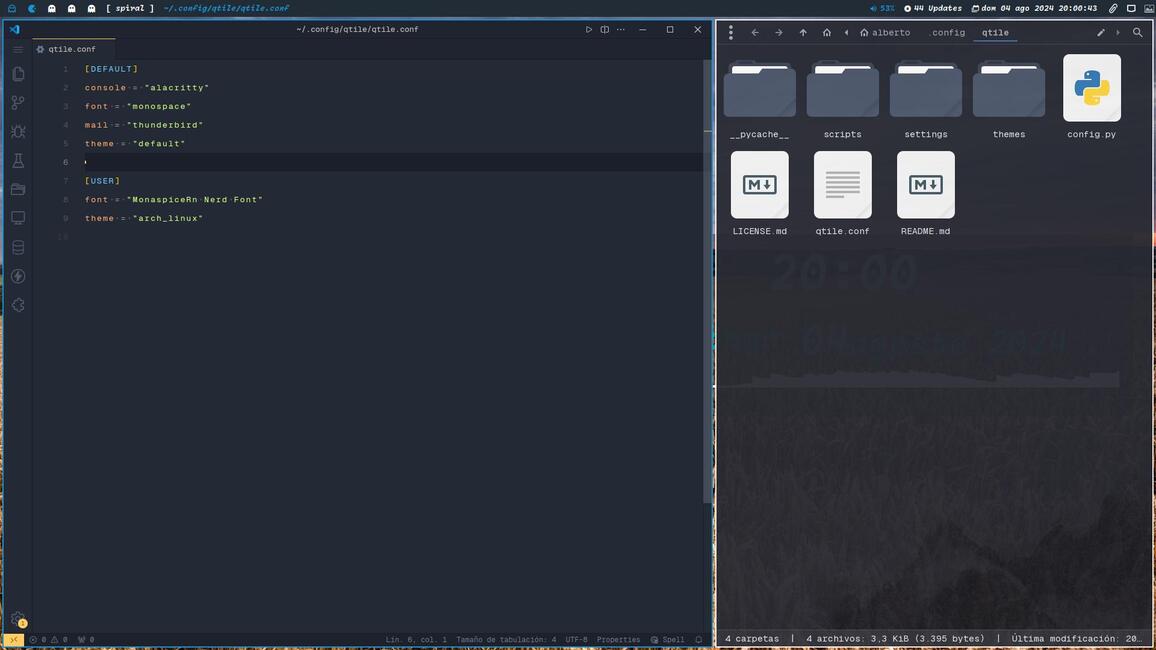 [ spiral ] ~/.config/qtile/qtile.conf 53% 44 Updates dom 04 ago 2024 20:00:43
~/.config/qtile/qtile.conf
qtile.conf
1 [DEFAULT]
2 console = "alacritty"
3 font = "monospace"
4 mail = "thunderbird"
5 theme = "default"
6
7 [USER]
8 font = "MonaspiceRn Nerd Font"
9 theme = "arch_linux"
10
1
0 0 0 Lín. 6, col. 1 Tamaño de tabulación: 4 UTF-8 Properties Spell
alberto .config qtile
__pycache__ scripts settings themes config.py
LICENSE.md qtile.conf README.md
20:00
04 2024
4 carpetas | 4 archivos: 3,3 KiB (3.395 bytes) | Última modificación: 20…